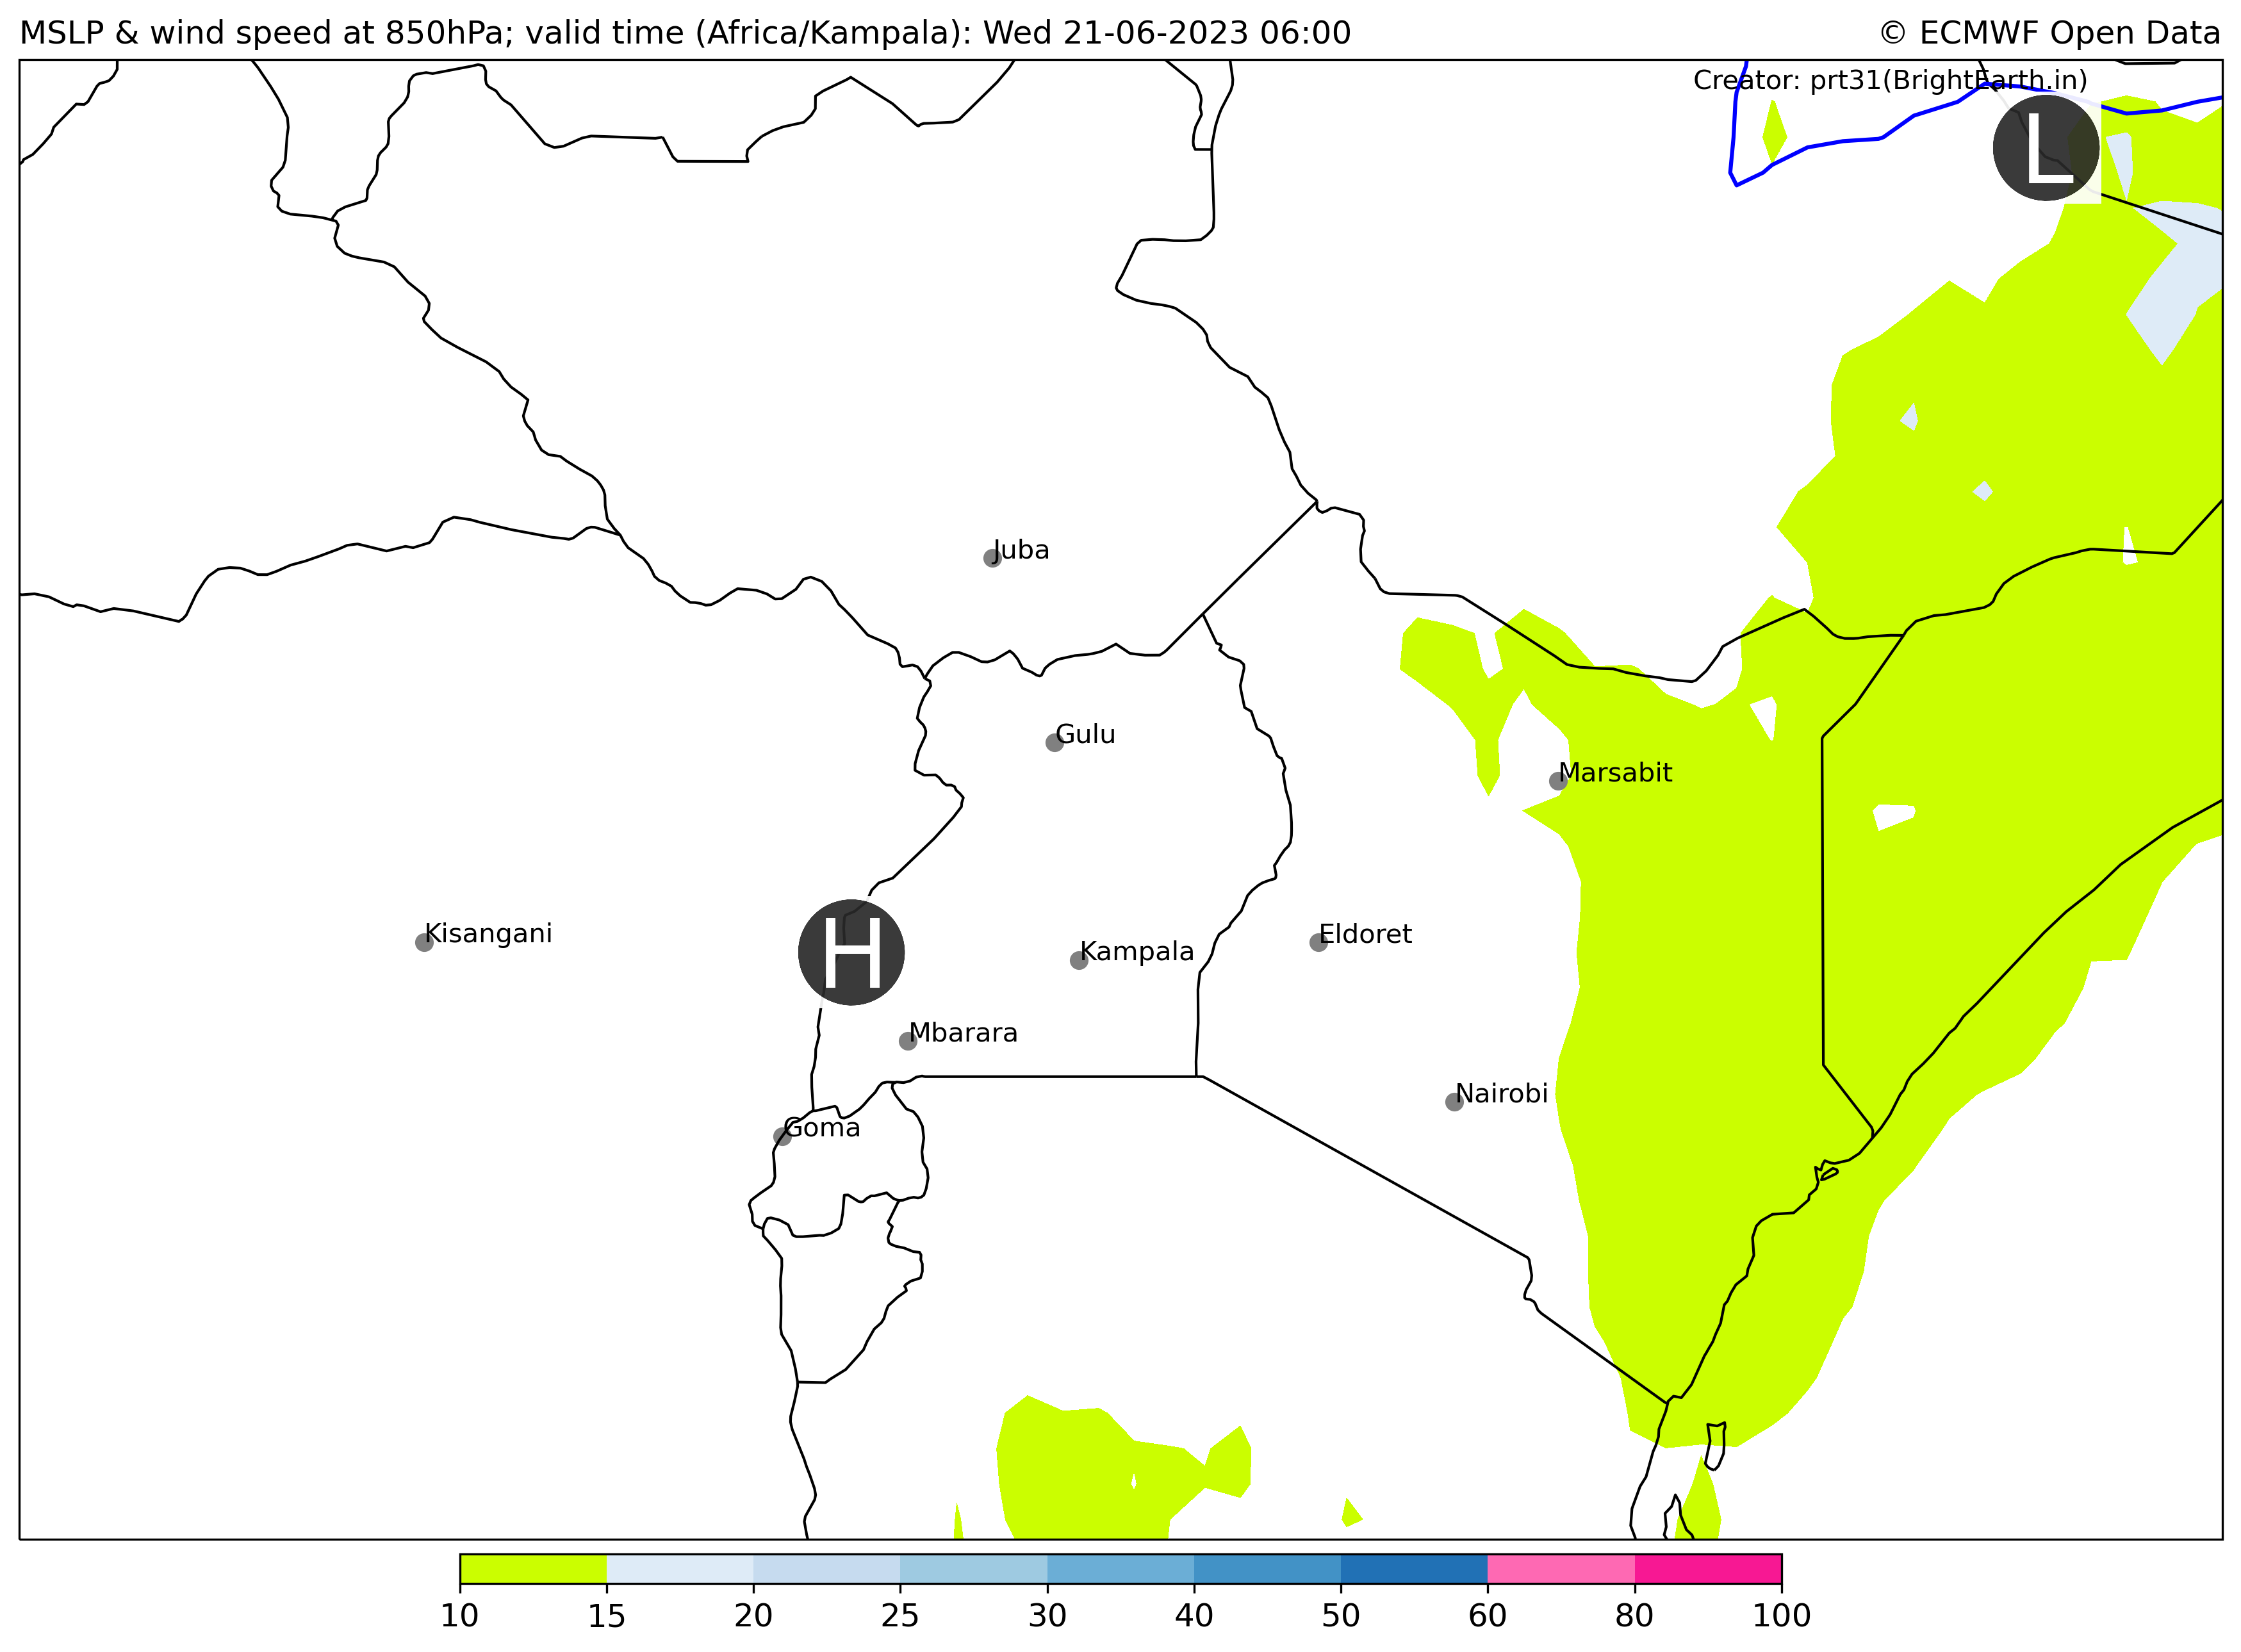 MSLP & wind speed at 850hPa; valid time (Africa/Kampala): Wed 21-06-2023 06:00
© ECMWF Open Data
Creator: prt31(BrightEarth.in)
L
Juba
Gulu
Marsabit
Kisangani
H
Kampala
Eldoret
Mbarara
Nairobi
Goma
10 15 20 25 30 40 50 60 80 100